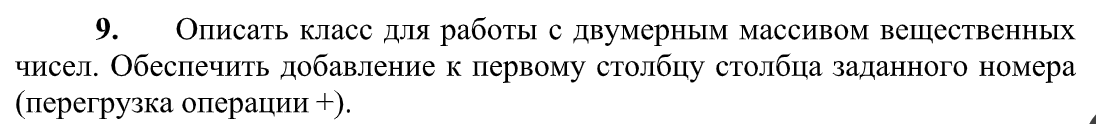 9. Описать класс для работы с двумерным массивом вещественных
чисел. Обеспечить добавление к первому столбцу столбца заданного номера
(перегрузка операции +).